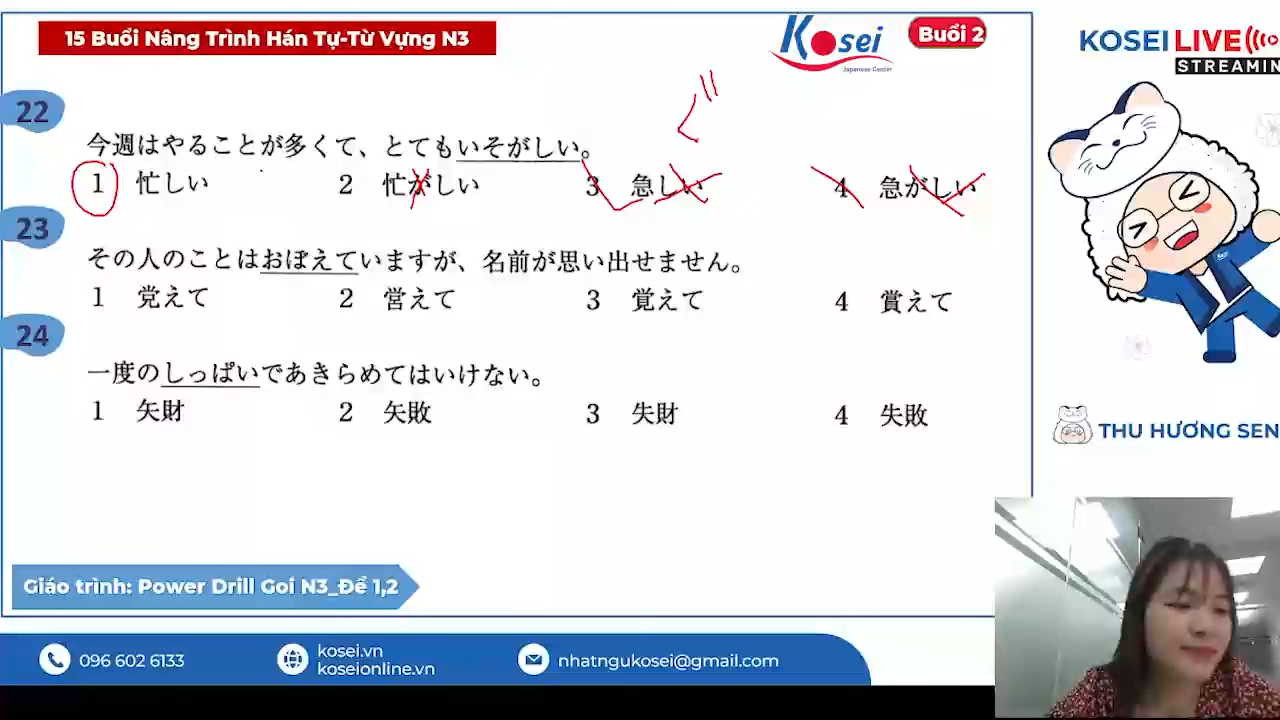 15 Buổi Nâng Trình Hán Tự-Từ Vựng N3
Kosei
Japanese Center
Buổi 2
KOSEI LIVE
STREAMIN
22
今週はやることが多くて、とてもいそがしい。
1 忙しい 2 忙がしい 3 急しい 4 急がしい
ぐ
23
その人のことはおぼえていますが、名前が思い出せません。
1 党えて 2 営えて 3 覚えて 4 賞えて
24
一度のしっぱいであきらめてはいけない。
1 矢財 2 矢敗 3 失財 4 失敗
THU HƯƠNG SEN
Giáo trình: Power Drill Goi N3_Đề 1,2
096 602 6133
kosei.vn
koseionline.vn
nhatngukosei@gmail.com